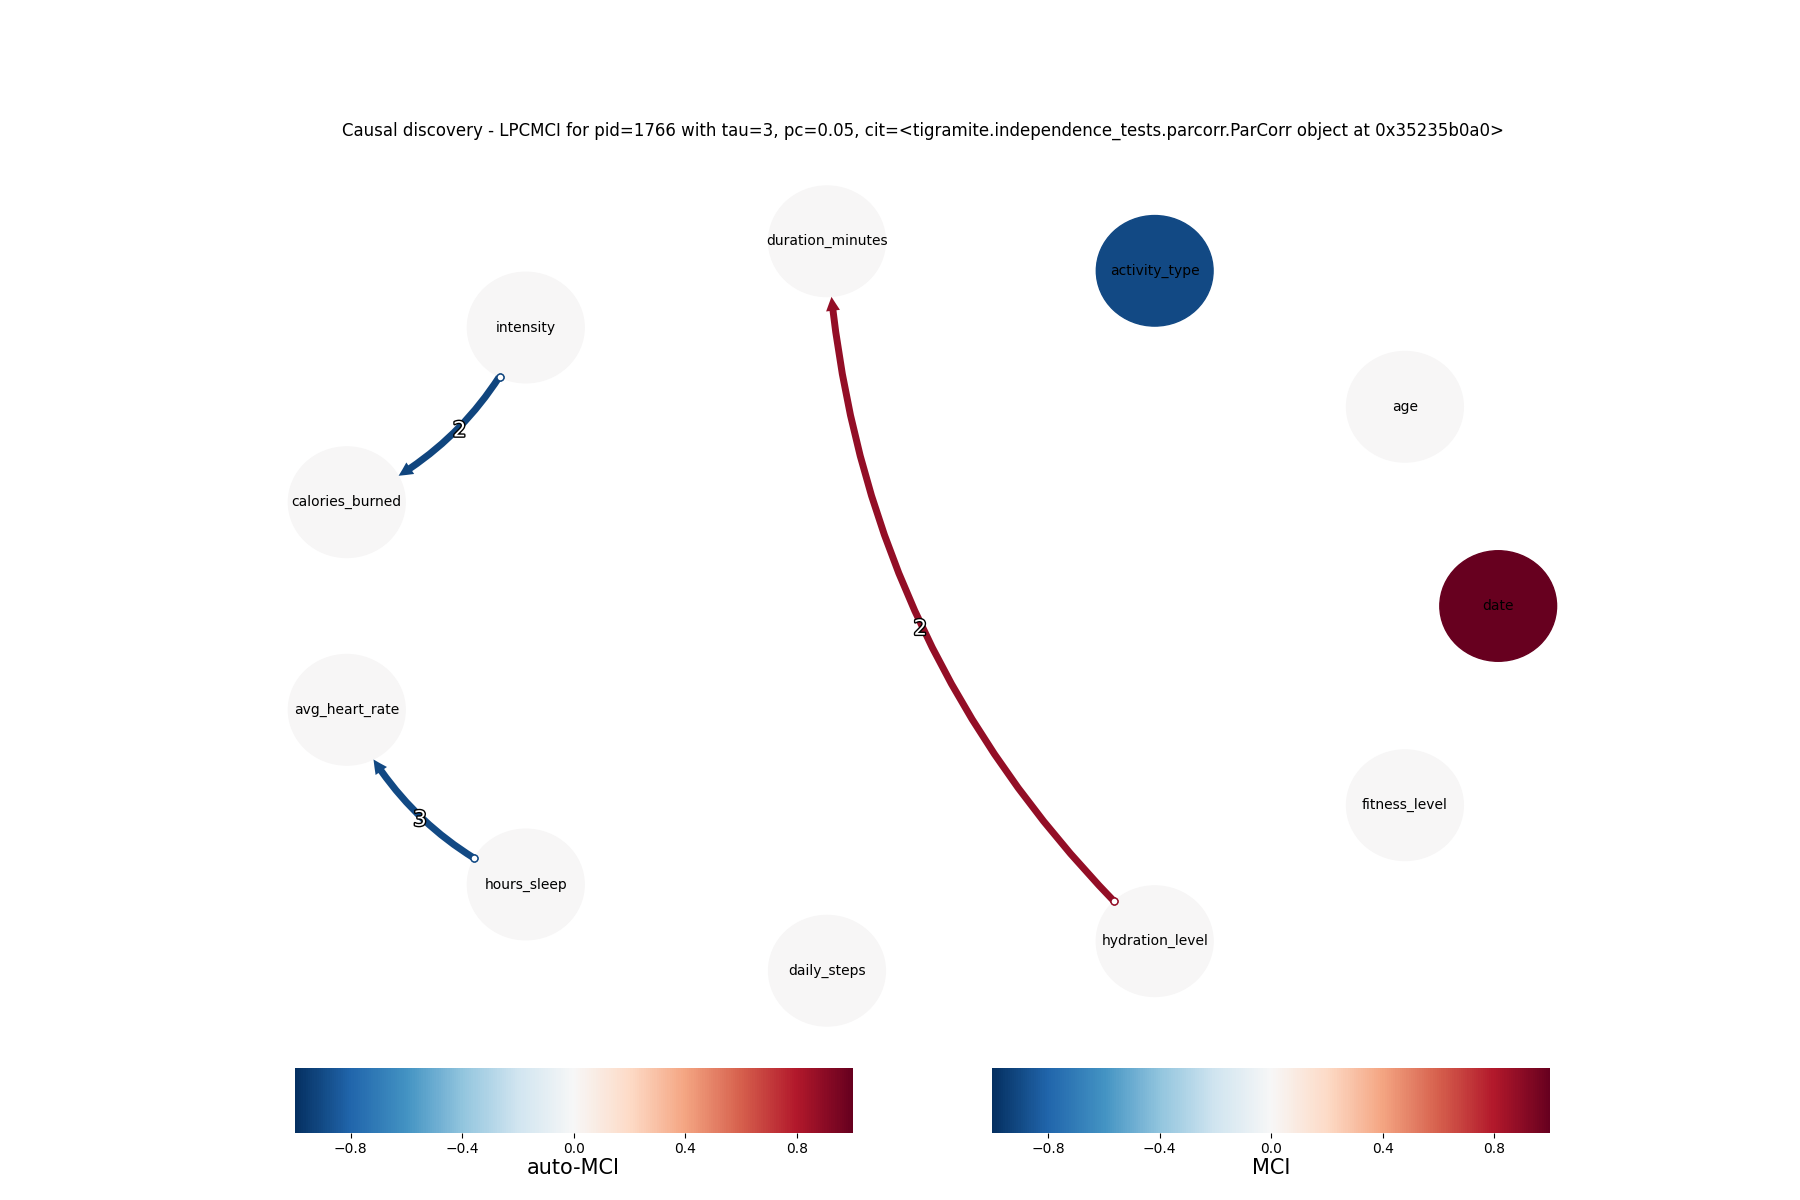 Causal discovery - LPCMCI for pid=1766 with tau=3, pc=0.05, cit=<tigramite.independence_tests.parcorr.ParCorr object at 0x35235b0a0>
duration_minutes
activity_type
intensity
age
2
calories_burned
date
2
avg_heart_rate
fitness_level
3
hours_sleep
hydration_level
daily_steps
−0.8 −0.4 0.0 0.4 0.8
auto-MCI
−0.8 −0.4 0.0 0.4 0.8
MCI